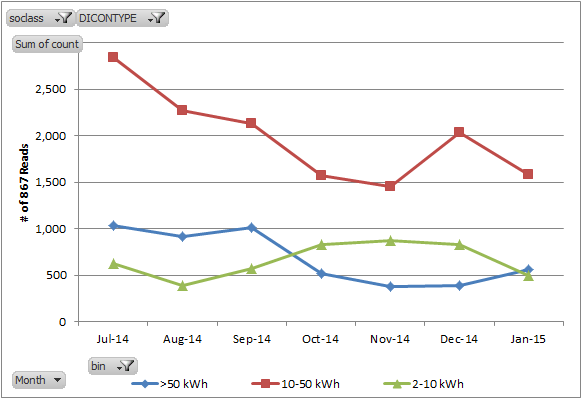 soclass DICONTYPE
Sum of count
2,500
2,000
1,500
1,000
500
0
# of 867 Reads
Jul-14 Aug-14 Sep-14 Oct-14 Nov-14 Dec-14 Jan-15
bin
Month >50 kWh 10-50 kWh 2-10 kWh